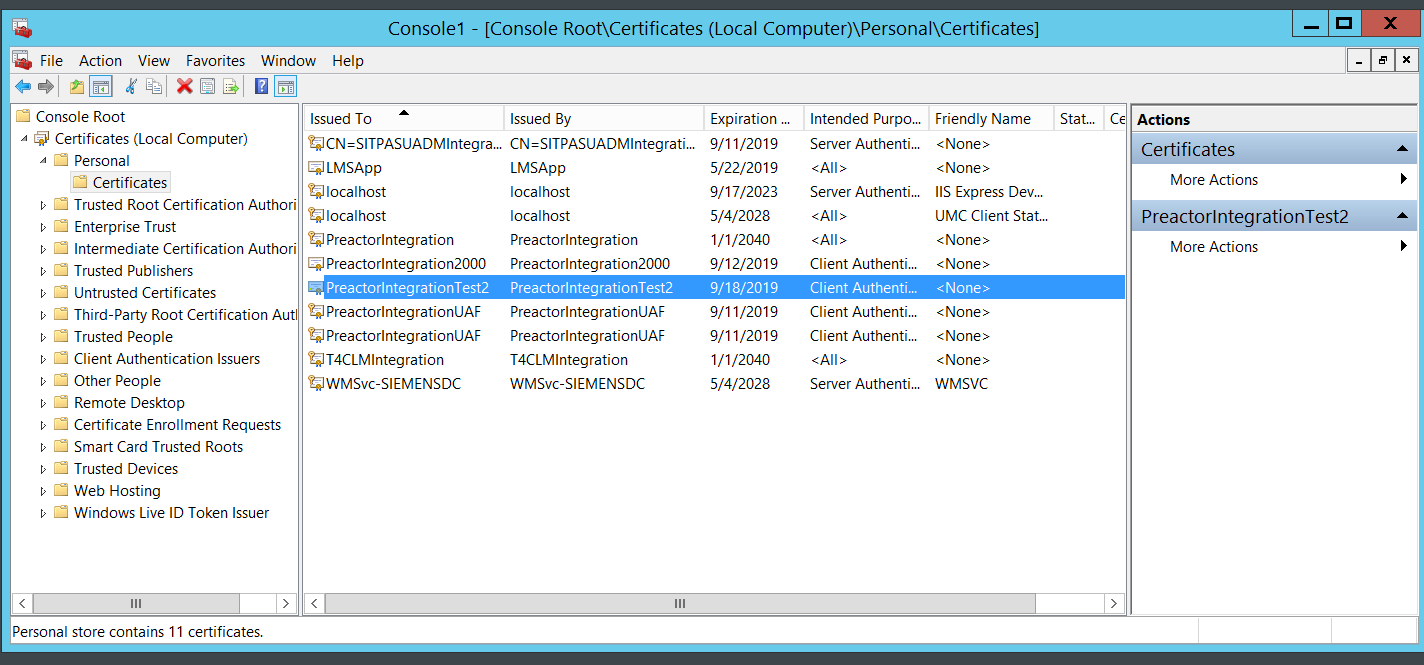 Console1 - [Console Root\Certificates (Local Computer)\Personal\Certificates]
File Action View Favorites Window Help
Console Root
Certificates (Local Computer)
Personal
Certificates
Trusted Root Certification Authori
Enterprise Trust
Intermediate Certification Authori
Trusted Publishers
Untrusted Certificates
Third-Party Root Certification Autl
Trusted People
Client Authentication Issuers
Other People
Remote Desktop
Certificate Enrollment Requests
Smart Card Trusted Roots
Trusted Devices
Web Hosting
Windows Live ID Token Issuer
Issued To Issued By Expiration ... Intended Purpo... Friendly Name Stat... Ce
CN=SITPASUADMIntegra... CN=SITPASUADMIntegrati... 9/11/2019 Server Authenti... <None>
LMSApp LMSApp 5/22/2019 <All> <None>
localhost localhost 9/17/2023 Server Authenti... IIS Express Dev...
localhost localhost 5/4/2028 <All> UMC Client Stat...
PreactorIntegration PreactorIntegration 1/1/2040 <All> <None>
PreactorIntegration2000 PreactorIntegration2000 9/12/2019 Client Authenti... <None>
PreactorIntegrationTest2 PreactorIntegrationTest2 9/18/2019 Client Authenti... <None>
PreactorIntegrationUAF PreactorIntegrationUAF 9/11/2019 Client Authenti... <None>
PreactorIntegrationUAF PreactorIntegrationUAF 9/11/2019 Client Authenti... <None>
T4CLMIntegration T4CLMIntegration 1/1/2040 <All> <None>
WMSvc-SIEMENSDC WMSvc-SIEMENSDC 5/4/2028 Server Authenti... WMSVC
Actions
Certificates
More Actions
PreactorIntegrationTest2
More Actions
Personal store contains 11 certificates.